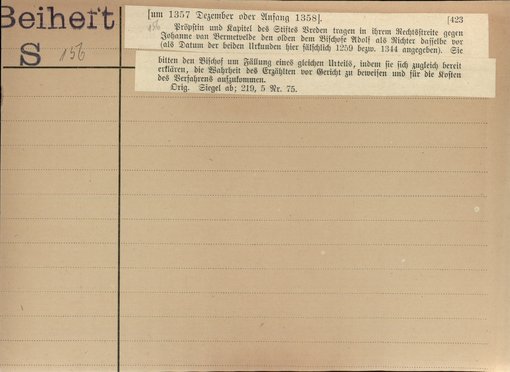 Beiheft
S 156
[um 1357 Dezember oder Anfang 1358]. [423
156
Pröpstin und Kapitel des Stiftes Vreden tragen in ihrem Rechtsstreite gegen
Johanne van Bermetvelde den olden dem Bischofe Adolf als Richter dasselbe vor
(als Datum der beiden Urkunden hier fälschlich 1259 bezw. 1344 angegeben). Sie
bitten den Bischof um Fällung eines gleichen Urteils, indem sie sich zugleich bereit
erklären, die Wahrheit des Erzählten vor Gericht zu beweisen und für die Kosten
des Verfahrens aufzukommen.
Orig. Siegel ab; 219, 5 Nr. 75.